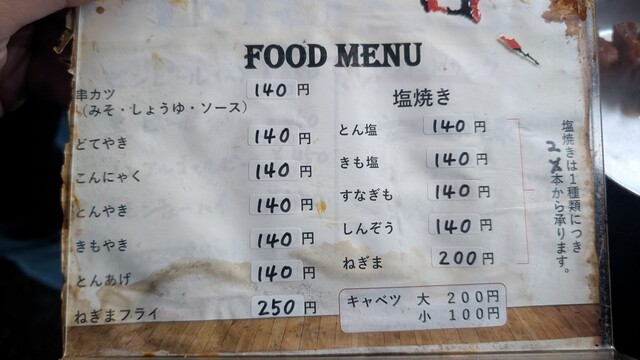 FOOD MENU
串カツ 140円
（みそ・しょうゆ・ソース）
どてやき 140円
こんにゃく 140円
とんやき 140円
きもやき 140円
とんあげ 140円
ねぎまフライ 250円
塩焼き
とん塩 140円
きも塩 140円
すなぎも 140円
しんぞう 140円
ねぎま 200円
キャベツ 大 200円
小 100円
塩焼きは１種類につき
2本から承ります。